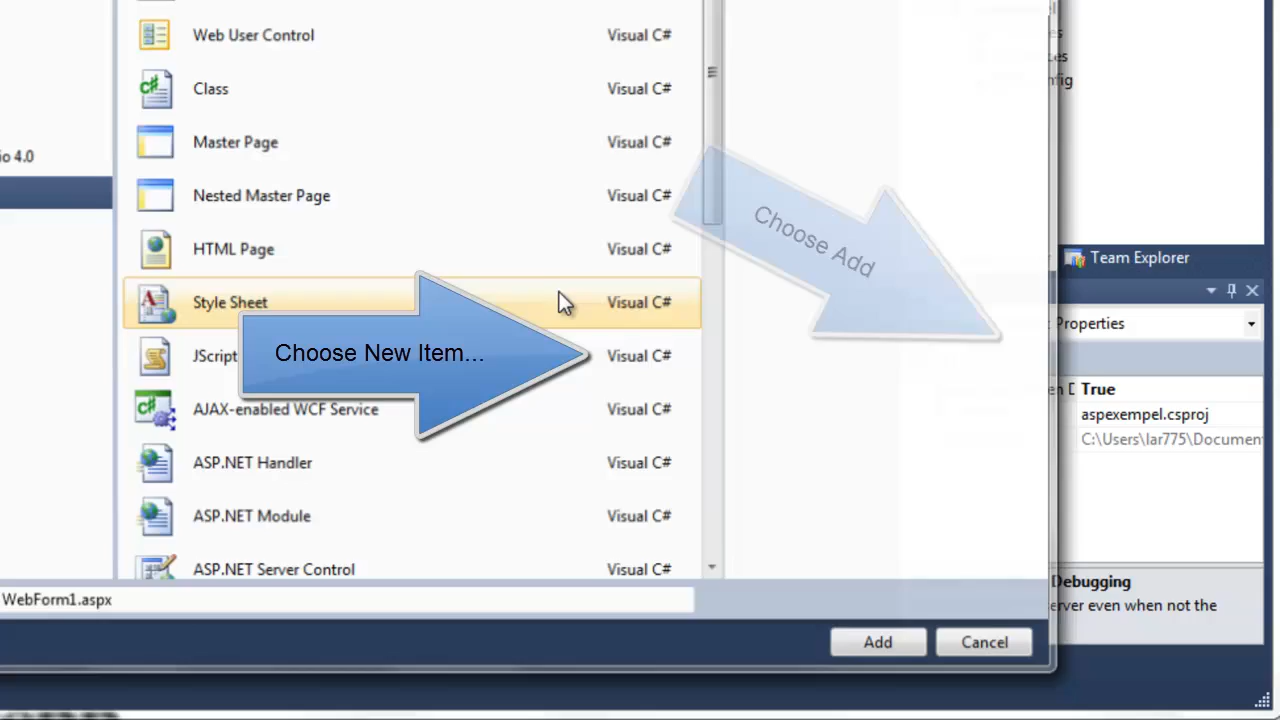 Web User Control Visual C#
Class Visual C#
Master Page Visual C#
Nested Master Page Visual C#
HTML Page Visual C#
Style Sheet Visual C#
JScript Visual C#
AJAX-enabled WCF Service Visual C#
ASP.NET Handler Visual C#
ASP.NET Module Visual C#
ASP.NET Server Control Visual C#
io 4.0
Choose New Item...
Choose Add
WebForm1.aspx
Add
Cancel
Team Explorer
Properties
True
aspexempel.csproj
C:\Users\lar775\Documen
Debugging
erver even when not the